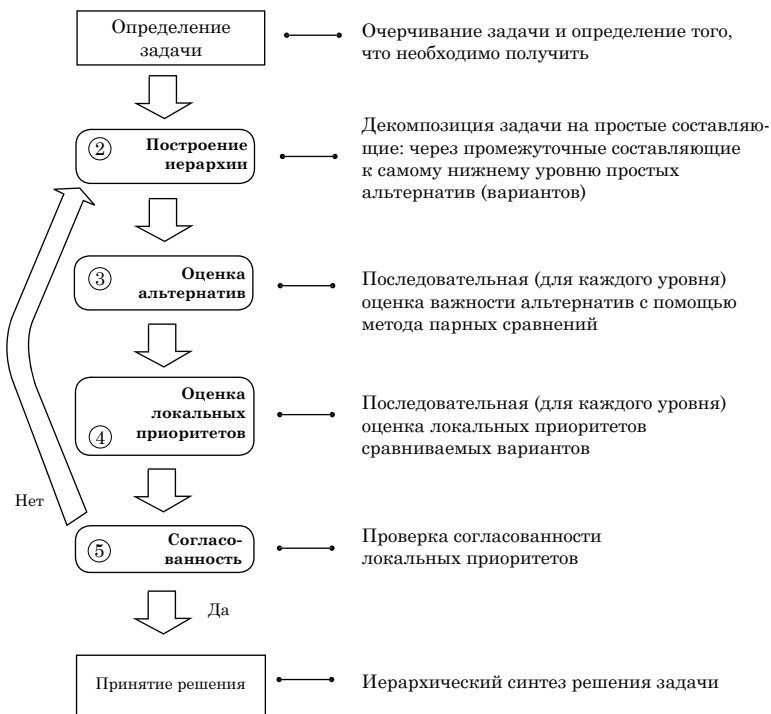 Определение
задачи
Очерчивание задачи и определение того,
что необходимо получить
2
Построение
иерархии
Декомпозиция задачи на простые составляю-
щие: через промежуточные составляющие
к самому нижнему уровню простых
альтернатив (вариантов)
3
Оценка
альтернатив
Последовательная (для каждого уровня)
оценка важности альтернатив с помощью
метода парных сравнений
Оценка
локальных
4 приоритетов
Последовательная (для каждого уровня)
оценка локальных приоритетов
сравниваемых вариантов
Нет
5
Согласо-
ванность
Проверка согласованности
локальных приоритетов
Да
Принятие решения
Иерархический синтез решения задачи